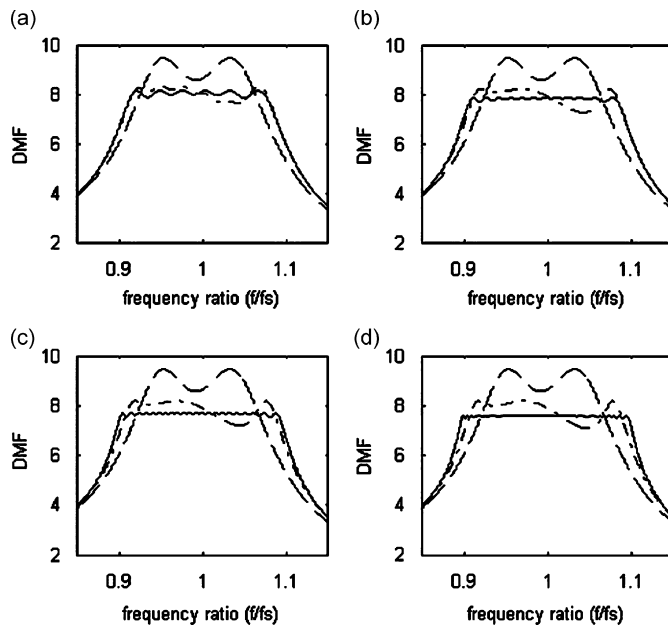 (a)
10
8
6
4
2
DMF
0.9
1
1.1
frequency ratio (f/fs)
(b)
10
8
6
4
2
DMF
0.9
1
1.1
frequency ratio (f/fs)
(c)
10
8
6
4
2
DMF
0.9
1
1.1
frequency ratio (f/fs)
(d)
10
8
6
4
2
DMF
0.9
1
1.1
frequency ratio (f/fs)